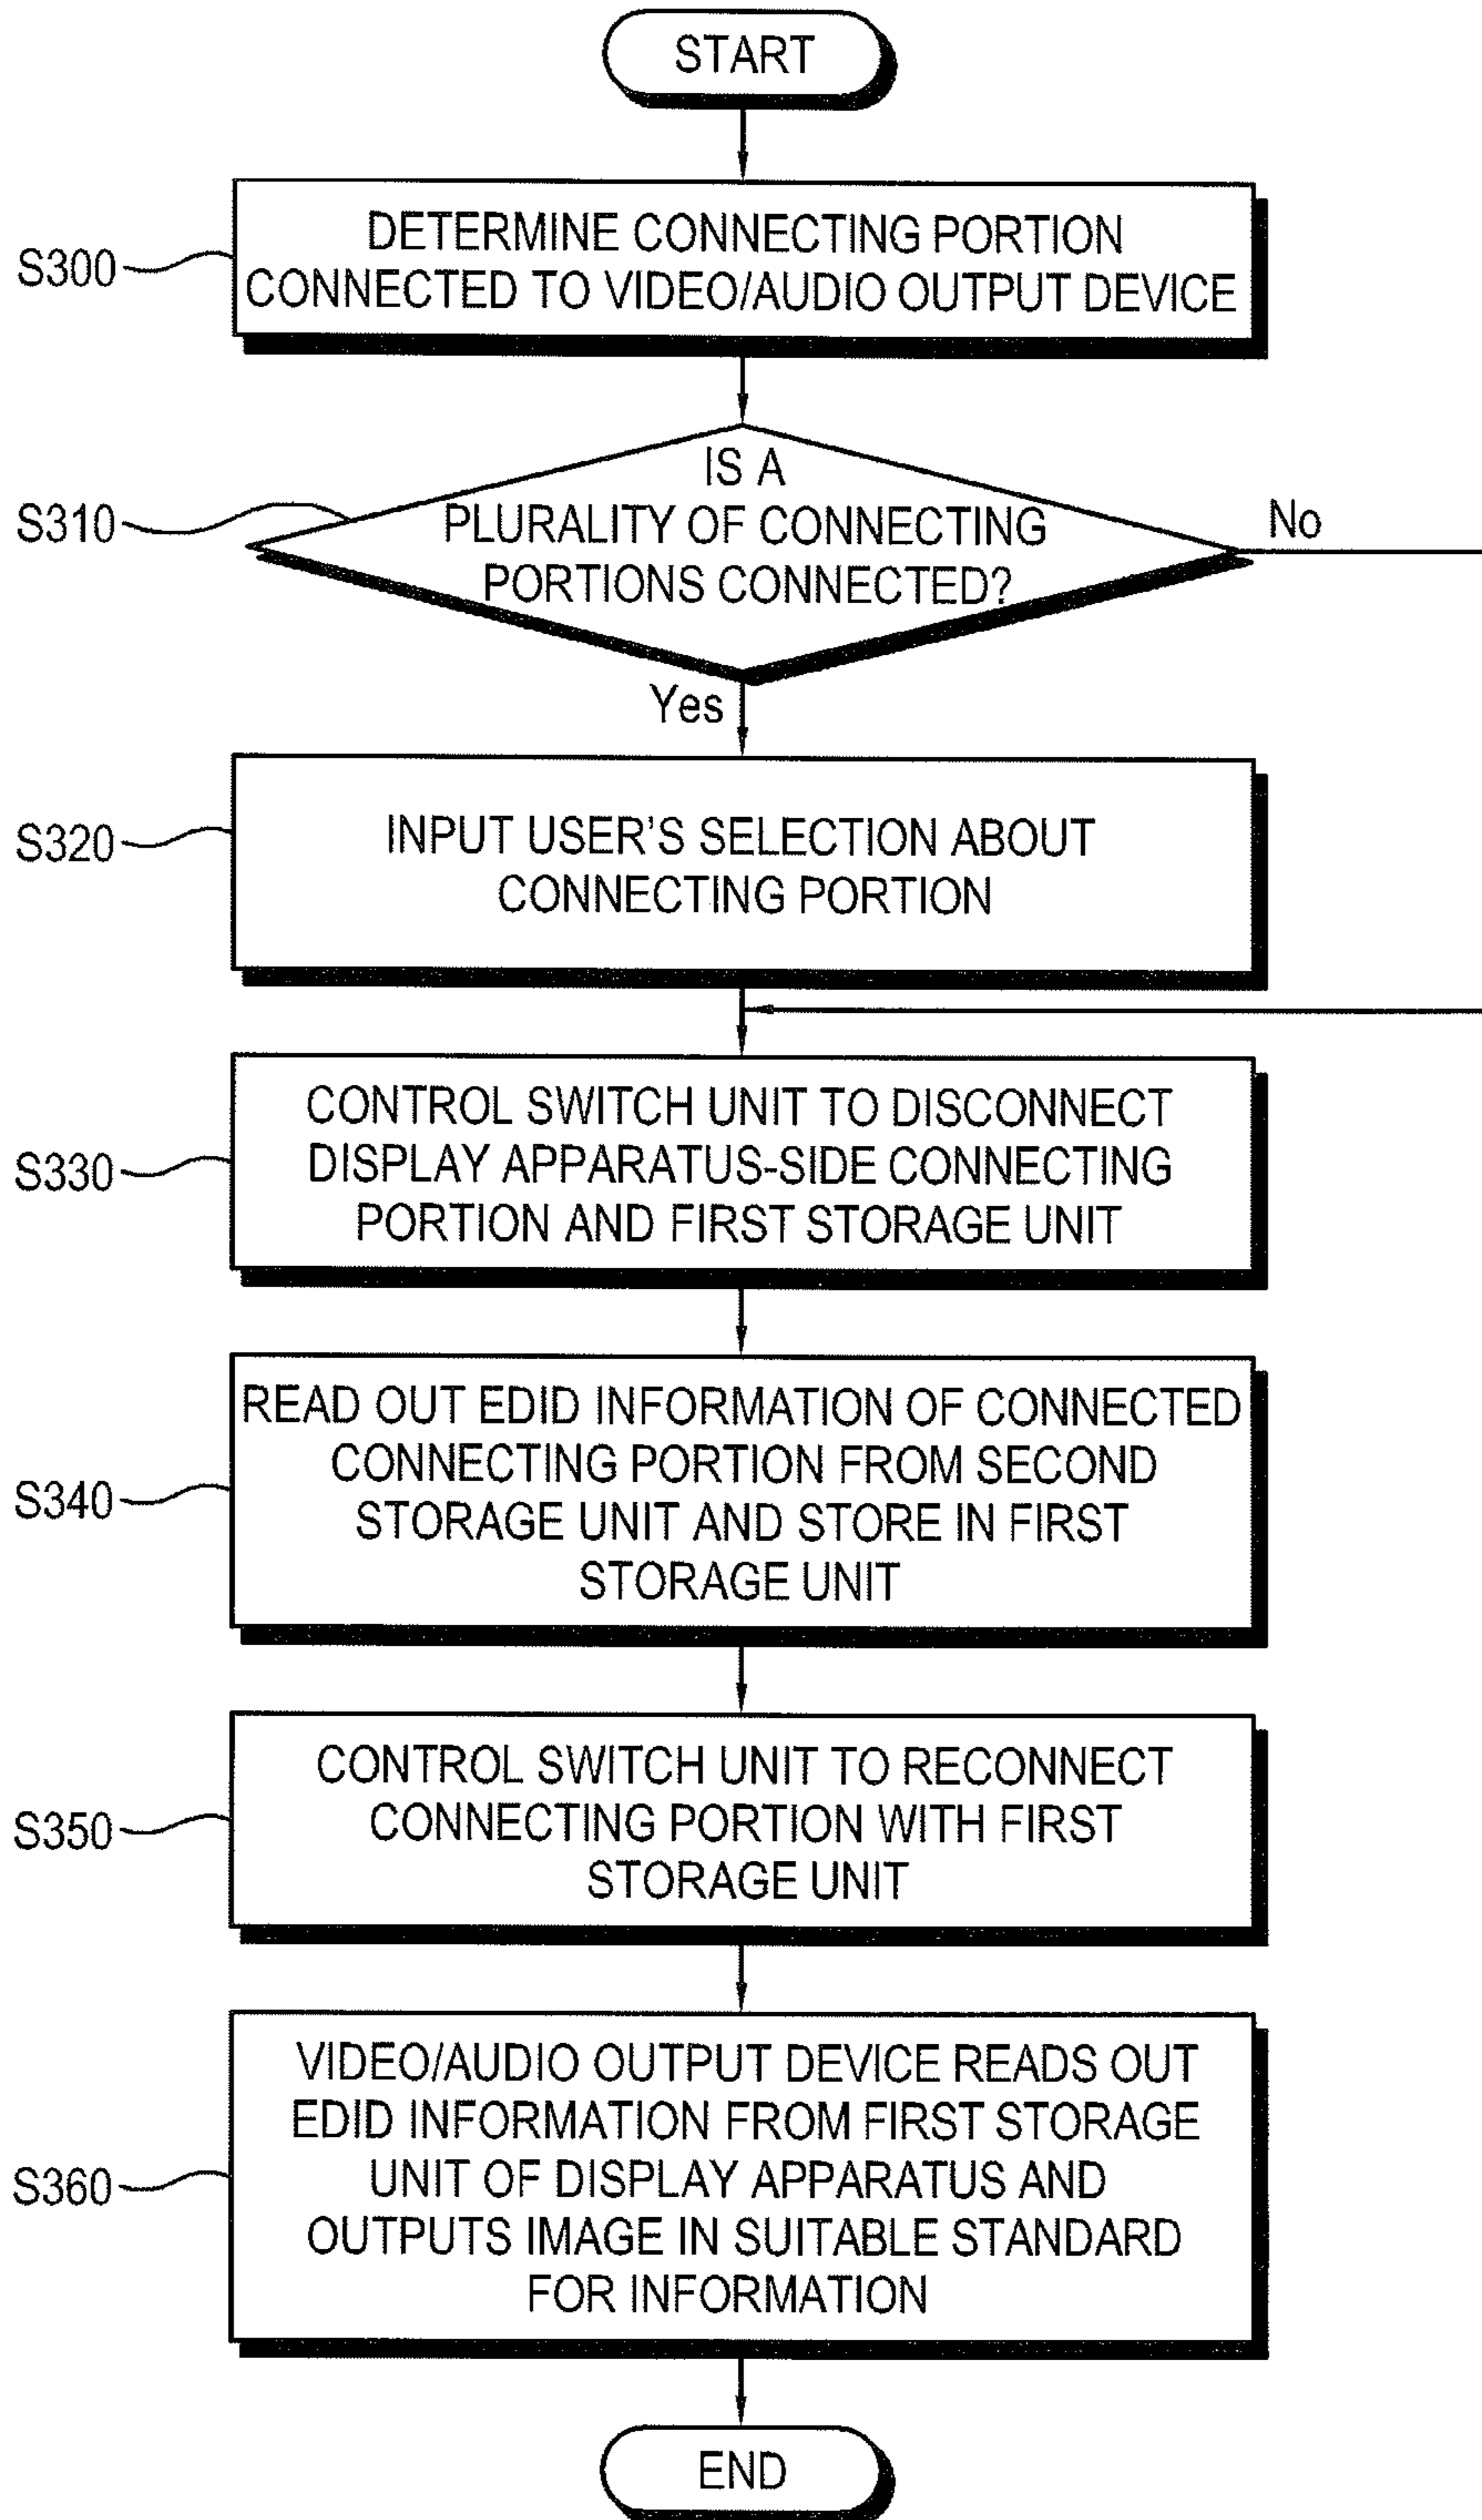 START
S300
DETERMINE CONNECTING PORTION
CONNECTED TO VIDEO/AUDIO OUTPUT DEVICE
S310
IS A
PLURALITY OF CONNECTING
PORTIONS CONNECTED?
No
Yes
S320
INPUT USER'S SELECTION ABOUT
CONNECTING PORTION
S330
CONTROL SWITCH UNIT TO DISCONNECT
DISPLAY APPARATUS-SIDE CONNECTING
PORTION AND FIRST STORAGE UNIT
S340
READ OUT EDID INFORMATION OF CONNECTED
CONNECTING PORTION FROM SECOND
STORAGE UNIT AND STORE IN FIRST
STORAGE UNIT
S350
CONTROL SWITCH UNIT TO RECONNECT
CONNECTING PORTION WITH FIRST
STORAGE UNIT
S360
VIDEO/AUDIO OUTPUT DEVICE READS OUT
EDID INFORMATION FROM FIRST STORAGE
UNIT OF DISPLAY APPARATUS AND
OUTPUTS IMAGE IN SUITABLE STANDARD
FOR INFORMATION
END